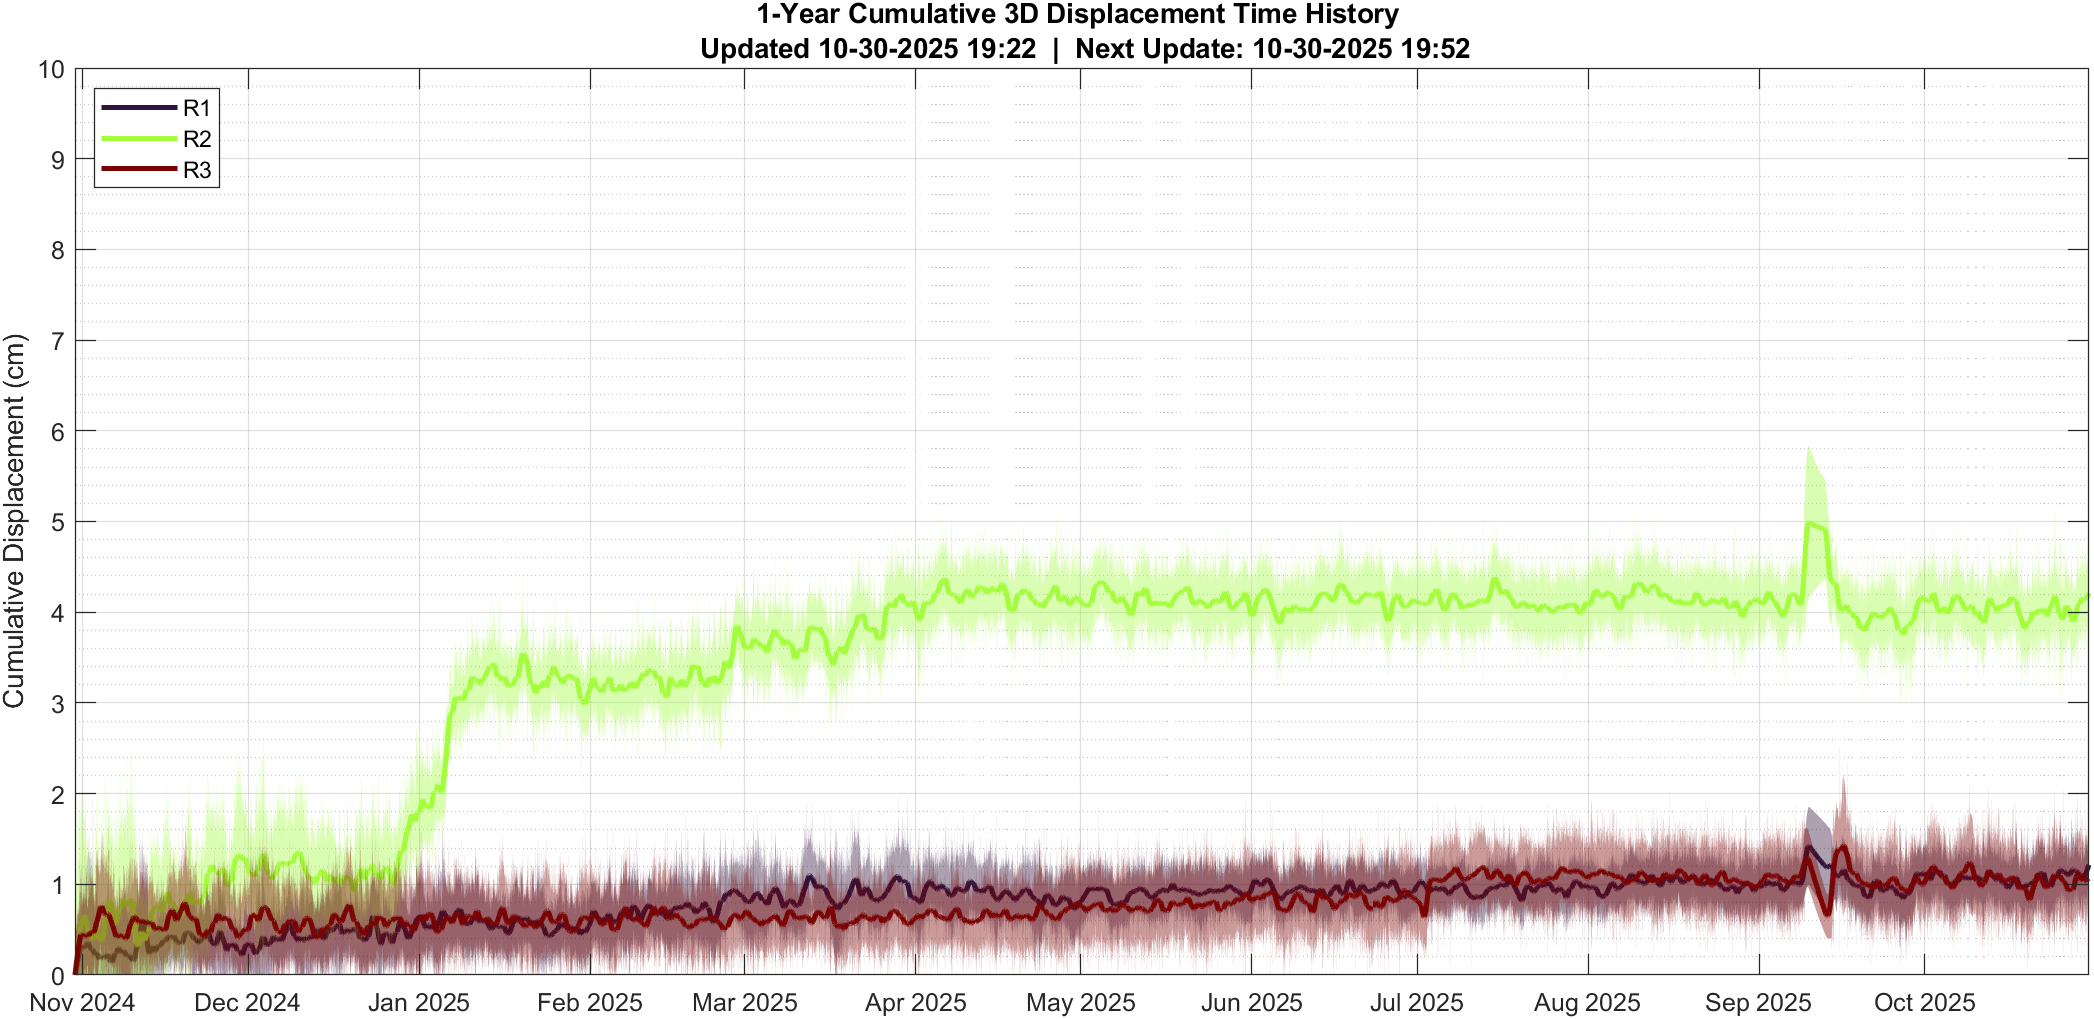 1-Year Cumulative 3D Displacement Time History
Updated 10-30-2025 19:22 | Next Update: 10-30-2025 19:52
Cumulative Displacement (cm)
10
9
8
7
6
5
4
3
2
1
0
R1
R2
R3
Nov 2024 Dec 2024 Jan 2025 Feb 2025 Mar 2025 Apr 2025 May 2025 Jun 2025 Jul 2025 Aug 2025 Sep 2025 Oct 2025